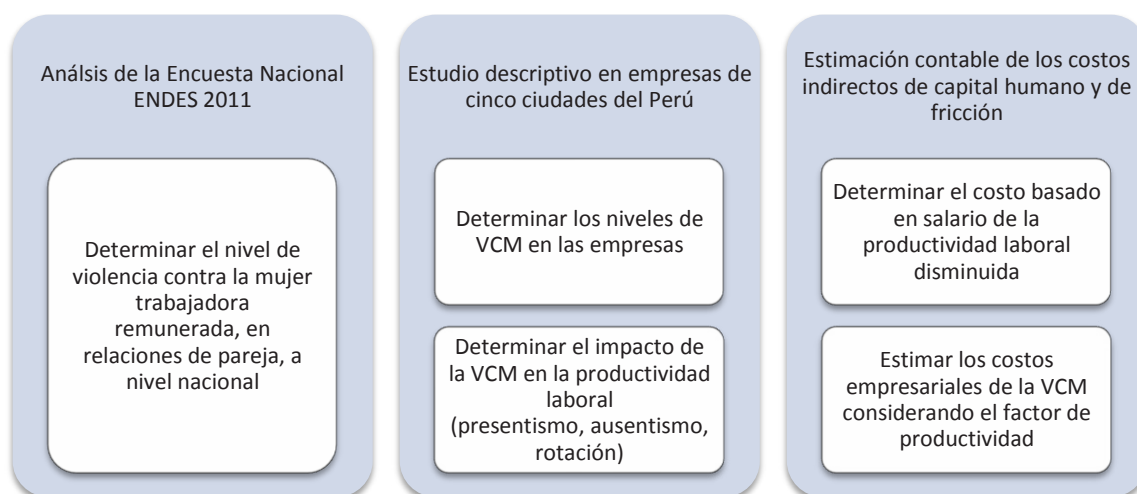 Análsis de la Encuesta Nacional
ENDES 2011
Determinar el nivel de
violencia contra la mujer
trabajadora
remunerada, en
relaciones de pareja, a
nivel nacional
Estudio descriptivo en empresas de
cinco ciudades del Perú
Determinar los niveles de
VCM en las empresas
Determinar el impacto de
la VCM en la productividad
laboral
(presentismo, ausentismo,
rotación)
Estimación contable de los costos
indirectos de capital humano y de
fricción
Determinar el costo basado
en salario de la
productividad laboral
disminuida
Estimar los costos
empresariales de la VCM
considerando el factor de
productividad